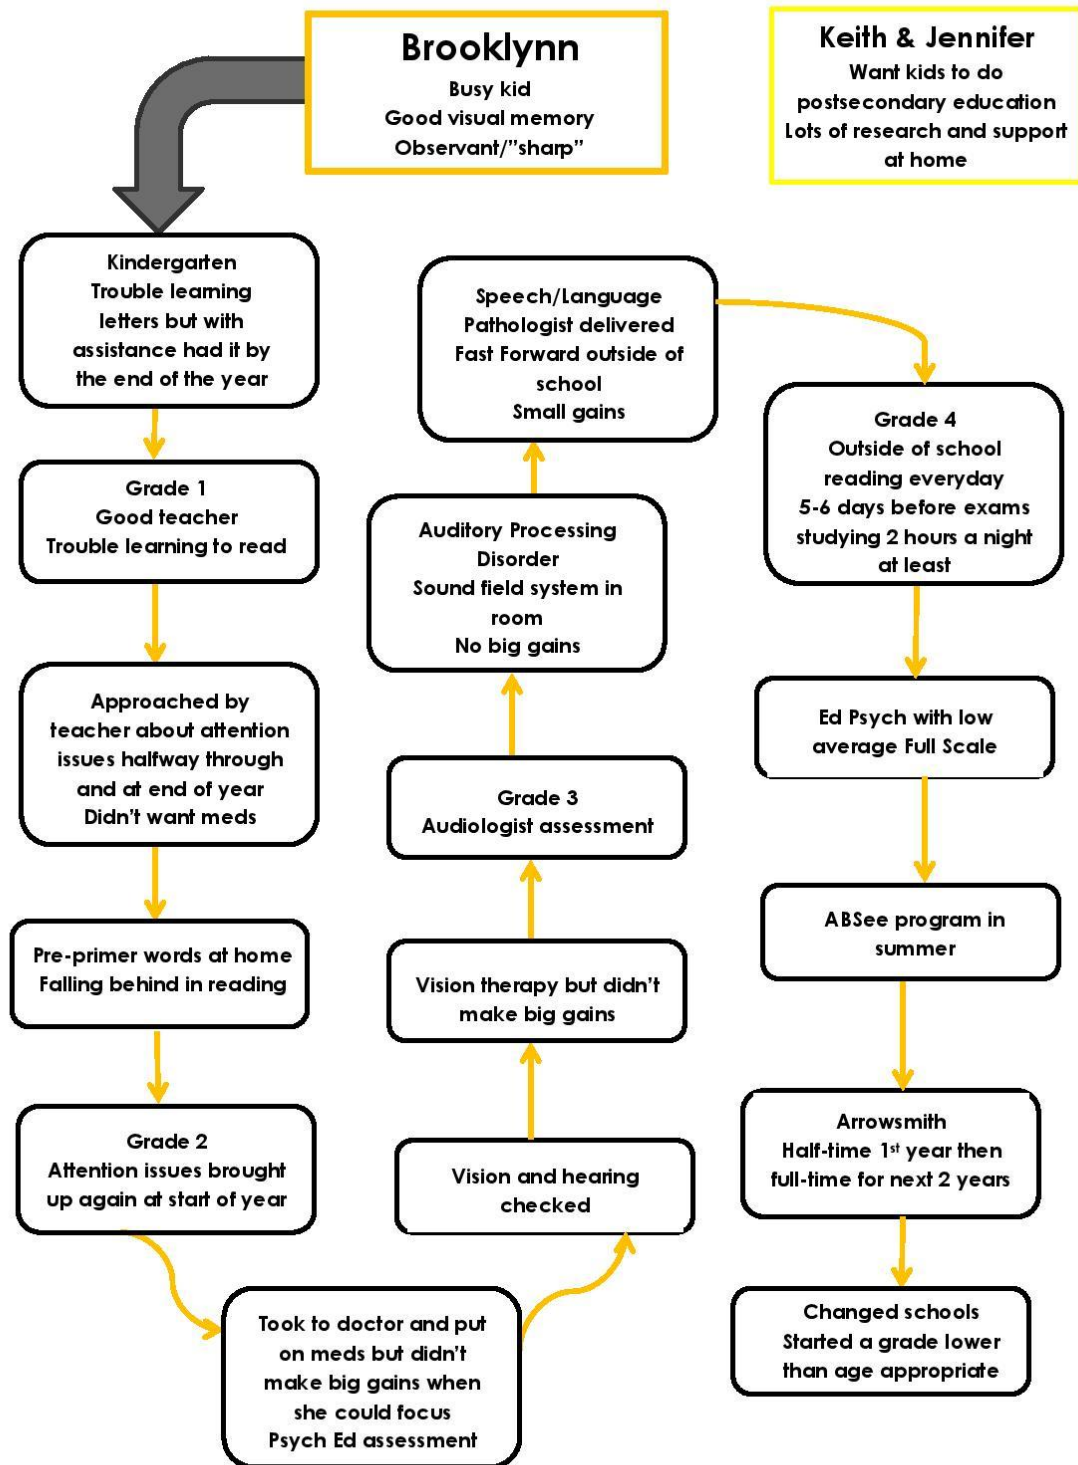 Brooklynn
Busy kid
Good visual memory
Observant/"sharp"
Keith & Jennifer
Want kids to do
postsecondary education
Lots of research and support
at home
Kindergarten
Trouble learning
letters but with
assistance had it by
the end of the year
Grade 1
Good teacher
Trouble learning to read
Approached by
teacher about attention
issues halfway through
and at end of year
Didn't want meds
Pre-primer words at home
Falling behind in reading
Grade 2
Attention issues brought
up again at start of year
Took to doctor and put
on meds but didn't
make big gains when
she could focus
Psych Ed assessment
Vision and hearing
checked
Vision therapy but didn't
make big gains
Grade 3
Audiologist assessment
Auditory Processing
Disorder
Sound field system in
room
No big gains
Speech/Language
Pathologist delivered
Fast Forward outside of
school
Small gains
Grade 4
Outside of school
reading everyday
5-6 days before exams
studying 2 hours a night
at least
Ed Psych with low
average Full Scale
ABSee program in
summer
Arrowsmith
Half-time 1st year then
full-time for next 2 years
Changed schools
Started a grade lower
than age appropriate